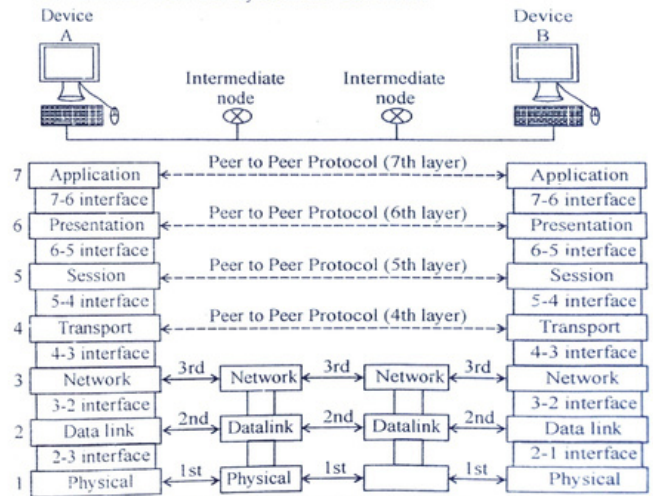 Device Device
A B
Intermediate Intermediate
node node
7 Application Peer to Peer Protocol (7th layer) Application
7-6 interface 7-6 interface
6 Presentation Peer to Peer Protocol (6th layer) Presentation
6-5 interface 6-5 interface
5 Session Peer to Peer Protocol (5th layer) Session
5-4 interface 5-4 interface
4 Transport Peer to Peer Protocol (4th layer) Transport
4-3 interface 4-3 interface
3 Network 3rd Network 3rd Network 3rd Network
3-2 interface 3-2 interface
2 Data link 2nd Datalink 2nd Datalink 2nd Data link
2-3 interface 2-1 interface
1 Physical 1st Physical 1st 1st Physical